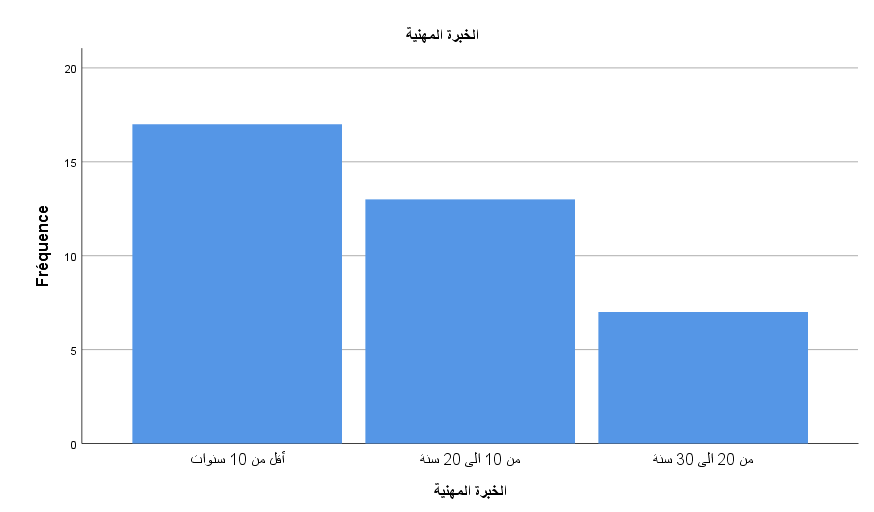 الخبرة المهنية
20
15
10
5
0
Fréquence
أقل من 10 سنوات
من 10 الى 20 سنة
من 20 الى 30 سنة
الخبرة المهنية